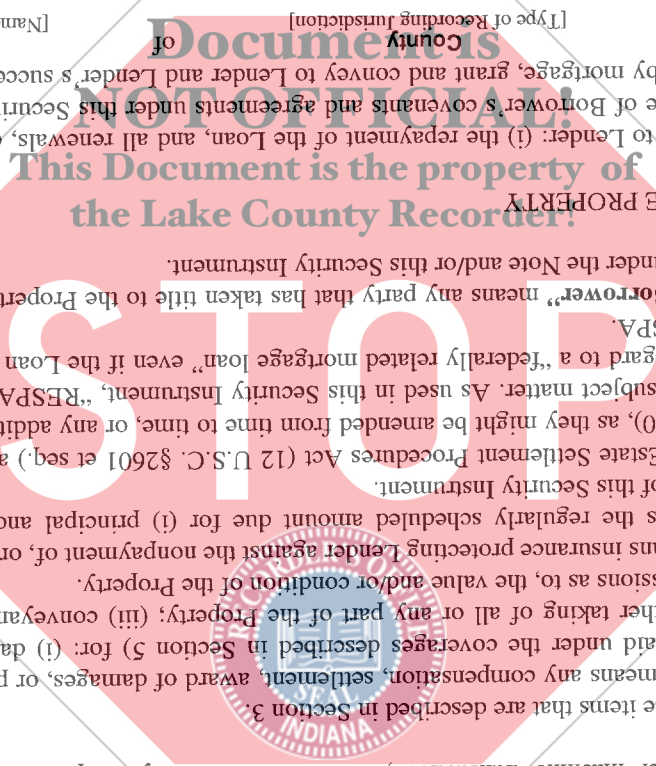 Document is
NOT OFFICIAL!
This Document is the property of
the Lake County Recorder!
STOP
RECORDER OF
SEAL
INDIANA
e items that are described in Section 3.
means any compensation, settlement, award of damages, or p
aid under the coverages described in Section 5) for: (i) da
her taking of all or any part of the Property; (iii) conveyan
ssions as to, the value and/or condition of the Property.
ans insurance protecting Lender against the nonpayment of, or
s the regularly scheduled amount due for (i) principal and
of this Security Instrument.
Estate Settlement Procedures Act (12 U.S.C. §2601 et seq.) a
0), as they might be amended from time to time, or any addit
subject matter. As used in this Security Instrument, “RESPA
gard to a “federally related mortgage loan” even if the Loan
SPA.
orrower” means any party that has taken title to the Propert
under the Note and/or this Security Instrument.
E PROPERTY
to Lender: (i) the repayment of the Loan, and all renewals,
e of Borrower’s covenants and agreements under this Securi
by mortgage, grant and convey to Lender and Lender’s succe
County of
[Type of Recording Jurisdiction] [Name